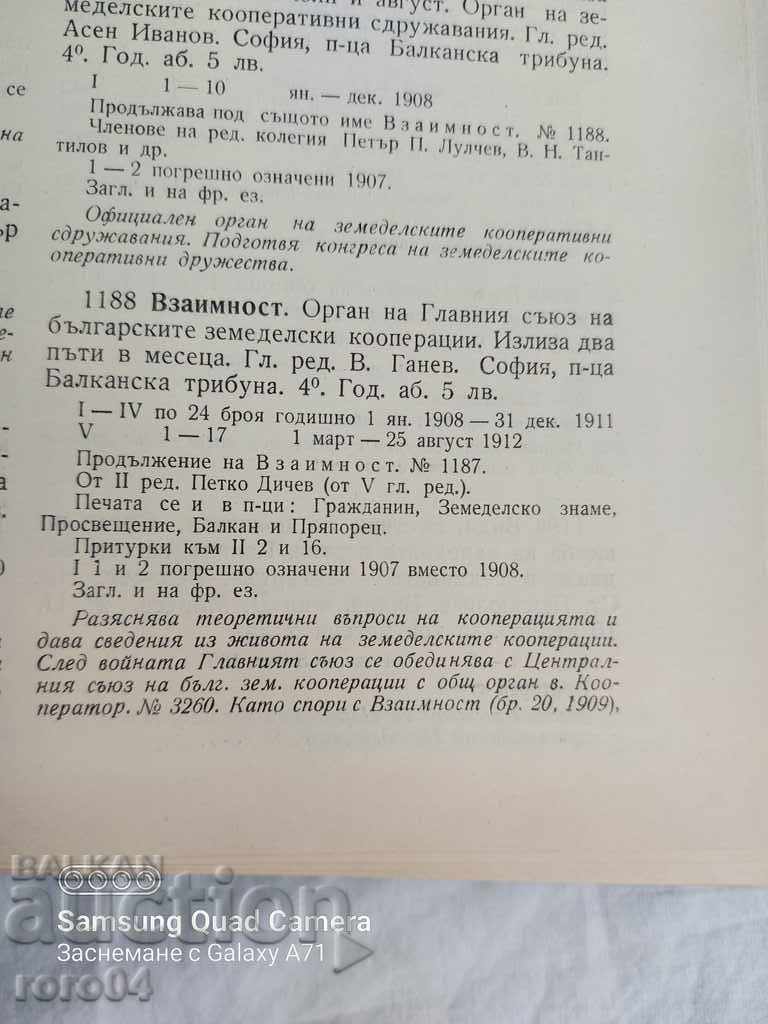 август. Орган на зе-
меделските кооперативни сдружавания. Гл. ред.
Асен Иванов. София, п-ца Балканска трибуна.
4⁰. Год. аб. 5 лв.
I 1—10 ян.—дек. 1908
Продължава под същото име Взаимност. № 1188.
Членове на ред. колегия Петър П. Лулчев, В. Н. Тан-
тилов и др.
1—2 погрешно означени 1907.
Загл. и на фр. ез.
Официален орган на земеделските кооперативни
сдружавания. Подготвя конгреса на земеделските ко-
оперативни дружества.
1188 Взаимност. Орган на Главния съюз на
българските земеделски кооперации. Излиза два
пъти в месеца. Гл. ред. В. Ганев. София, п-ца
Балканска трибуна. 4⁰. Год. аб. 5 лв.
I—IV по 24 броя годишно 1 ян. 1908—31 дек. 1911
V 1—17 1 март—25 август 1912
Продължение на Взаимност. № 1187.
От II ред. Петко Дичев (от V гл. ред.).
Печата се и в п-ци: Гражданин, Земеделско знаме,
Просвещение, Балкан и Пряпорец.
Притурки към II 2 и 16.
I 1 и 2 погрешно означени 1907 вместо 1908.
Загл. и на фр. ез.
Разяснява теоретични въпроси на кооперацията и
дава сведения из живота на земеделските кооперации.
След войната Главният съюз се обединява с Централ-
ния съюз на бълг. зем. кооперации с общ орган в. Коо-
ператор. № 3260. Като спори с Взаимност (бр. 20, 1909),
се
на
а-
ър
е-
н
BALKAN
auction
Samsung Quad Camera
Заснемане с Galaxy A71
roro04